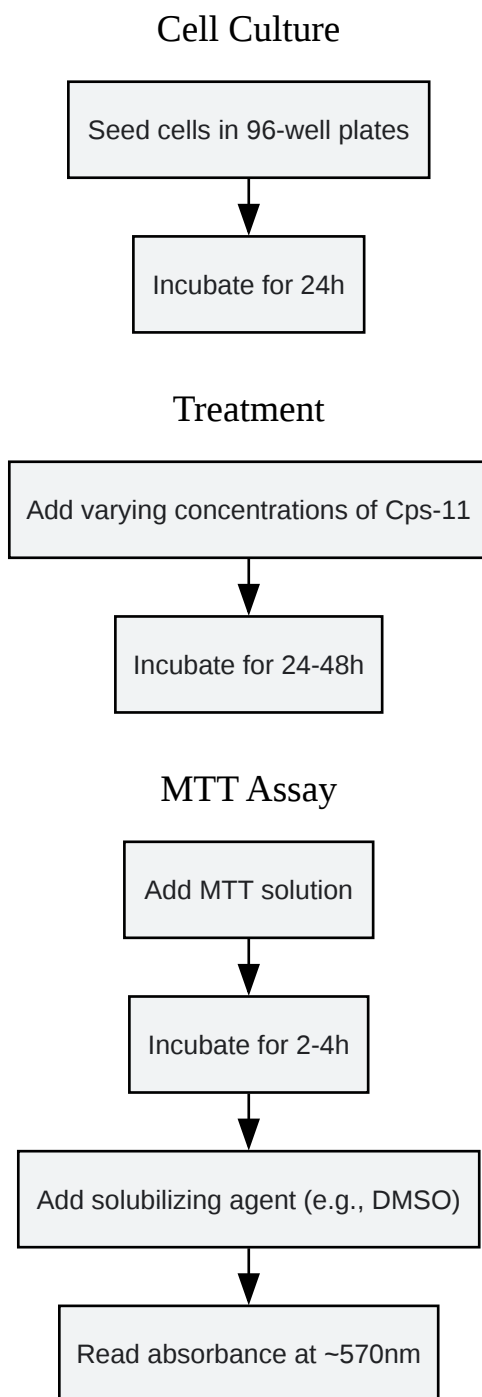 Cell Culture
Seed cells in 96-well plates
Incubate for 24h
Treatment
Add varying concentrations of Cps-11
Incubate for 24-48h
MTT Assay
Add MTT solution
Incubate for 2-4h
Add solubilizing agent (e.g., DMSO)
Read absorbance at ~570nm